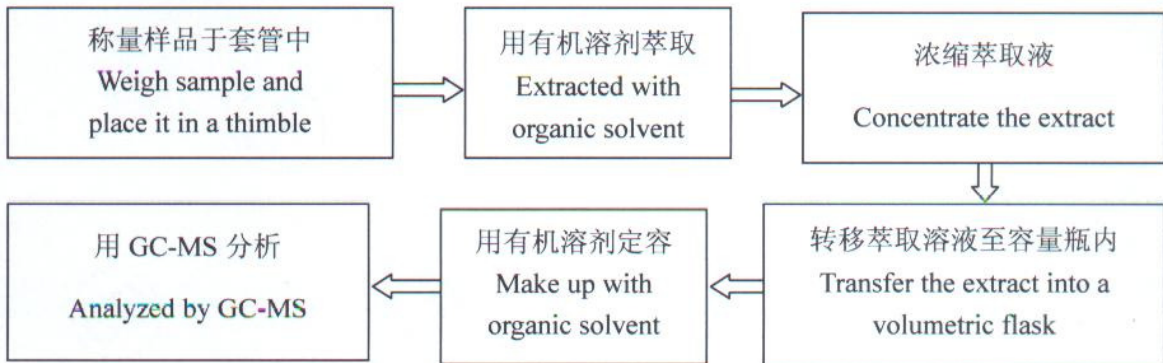 称量样品于套管中
Weigh sample and
place it in a thimble
用有机溶剂萃取
Extracted with
organic solvent
浓缩萃取液
Concentrate the extract
转移萃取溶液至容量瓶内
Transfer the extract into a
volumetric flask
用有机溶剂定容
Make up with
organic solvent
用 GC-MS 分析
Analyzed by GC-MS